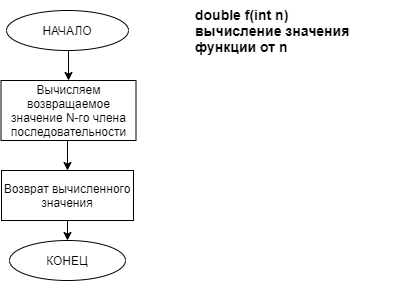 НАЧАЛО
double f(int n)
вычисление значения
функции от n
Вычисляем
возвращаемое
значение N-го члена
последовательности
Возврат вычисленного
значения
КОНЕЦ